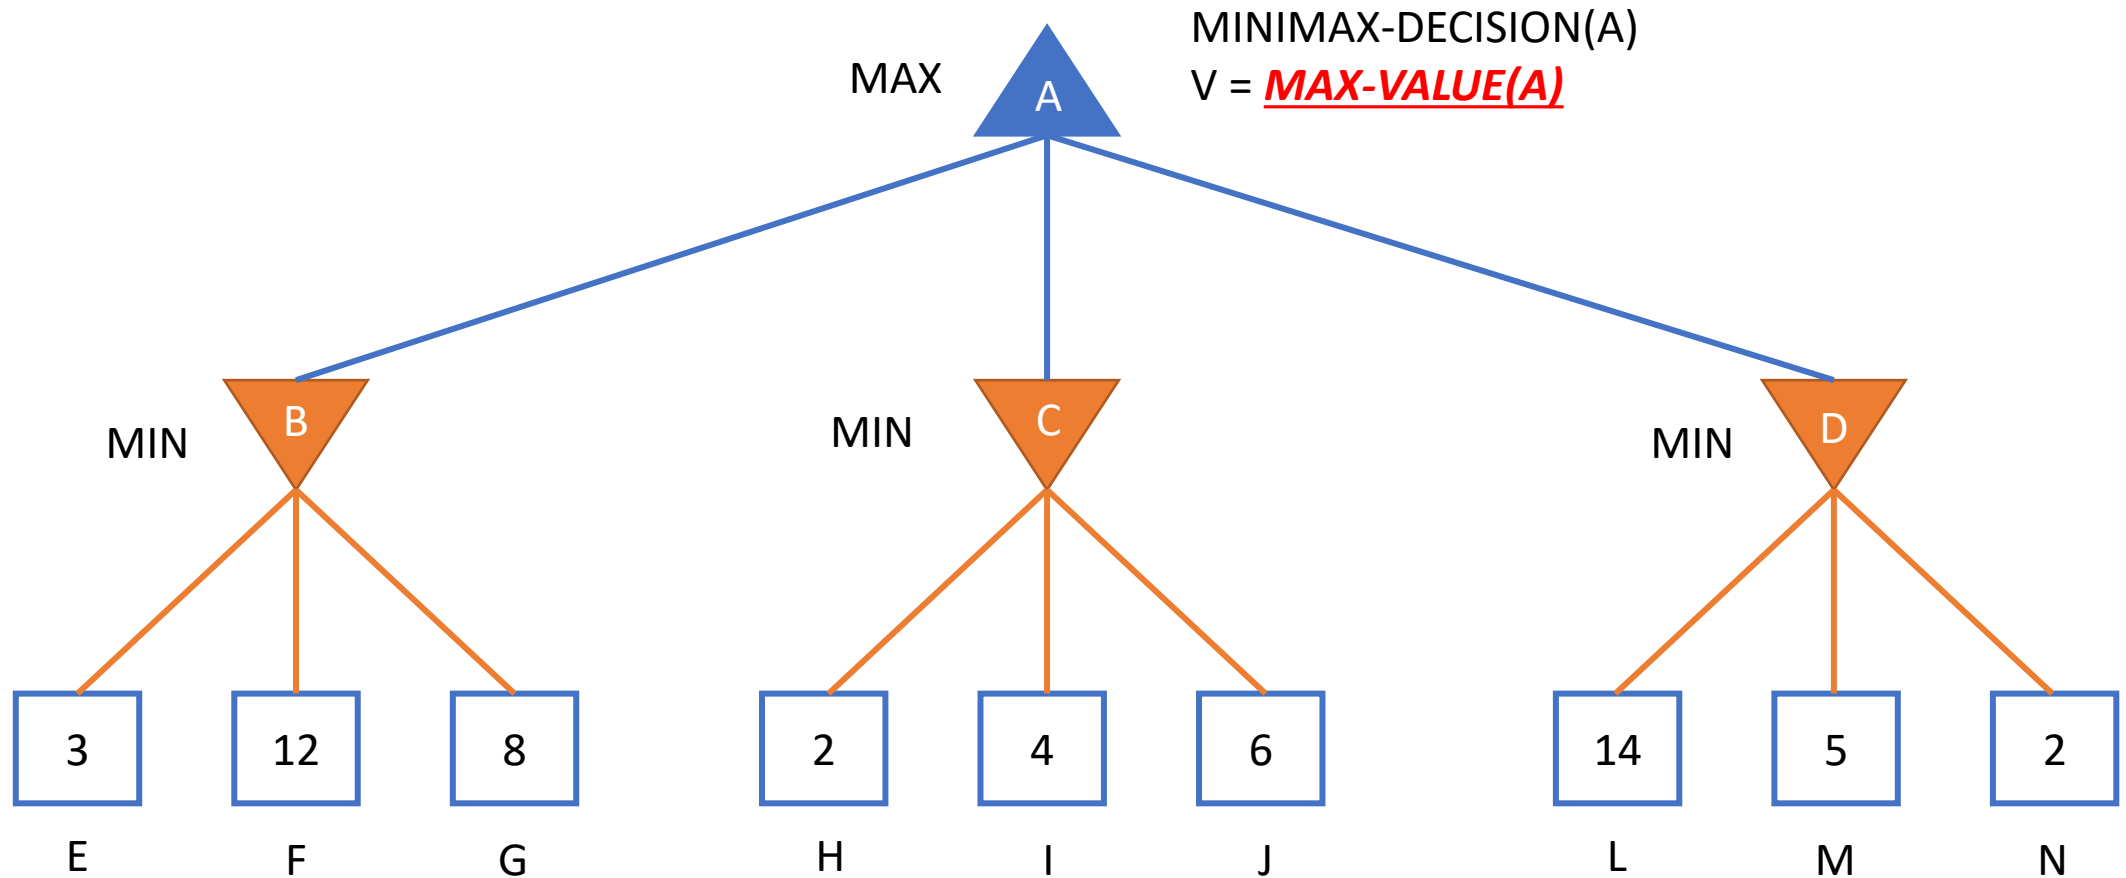 MINIMAX-DECISION(A)
MAX
A
V = MAX-VALUE(A)
MIN
B
MIN
C
MIN
D
3
12
8
2
4
6
14
5
2
E
F
G
H
I
J
L
M
N